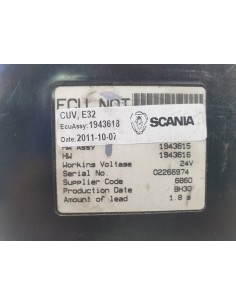 ECU NOT
CUV, E32
EcuAssy:1943618
Date:2011-10-07
SCANIA
HW ASSY 1943615
HW 1943616
Working Voltage 24V
Serial No. 02266974
Supplier Code 6860
Production Date BH30
Amount of lead 1.8 g